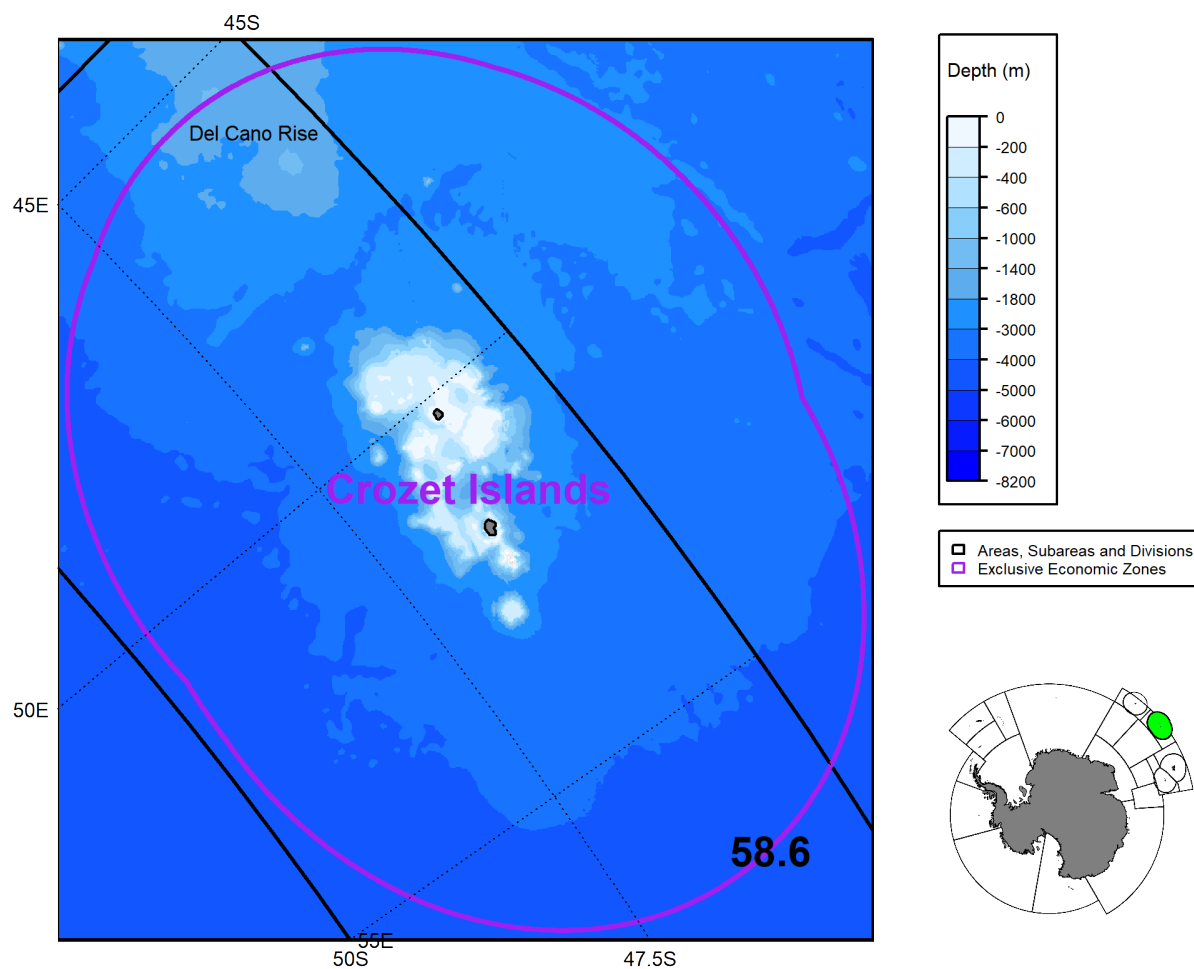 45S
Del Cano Rise
45E
Crozet Islands
50E
58.6
55E
50S
47.5S
Depth (m)
0
-200
-400
-600
-1000
-1400
-1800
-3000
-4000
-5000
-6000
-7000
-8200
Areas, Subareas and Divisions
Exclusive Economic Zones